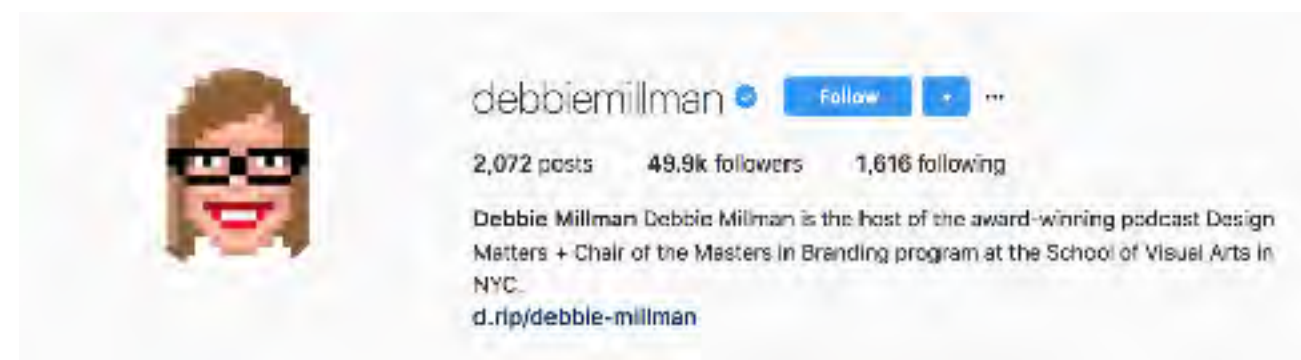 debbiemillman Follow
2,072 posts 49.9k followers 1,616 following
Debbie Millman Debbie Millman is the host of the award-winning podcast Design
Matters + Chair of the Masters in Branding program at the School of Visual Arts in
NYC.
d.rip/debbie-millman